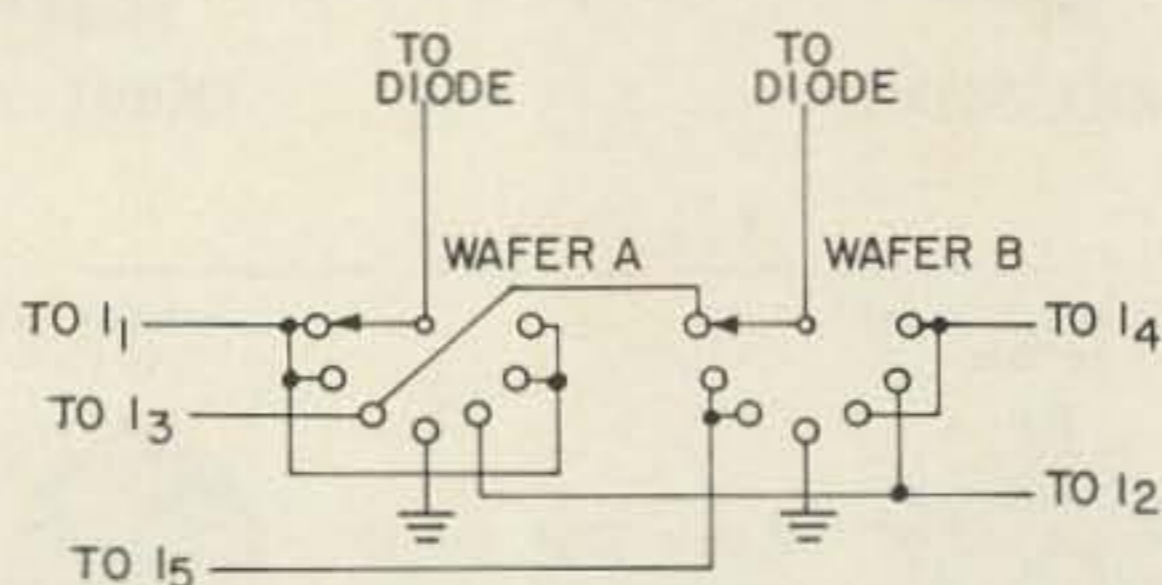 TO DIODE
TO DIODE
WAFER A
WAFER B
TO I₁
TO I₄
TO I₃
TO I₂
TO I₅